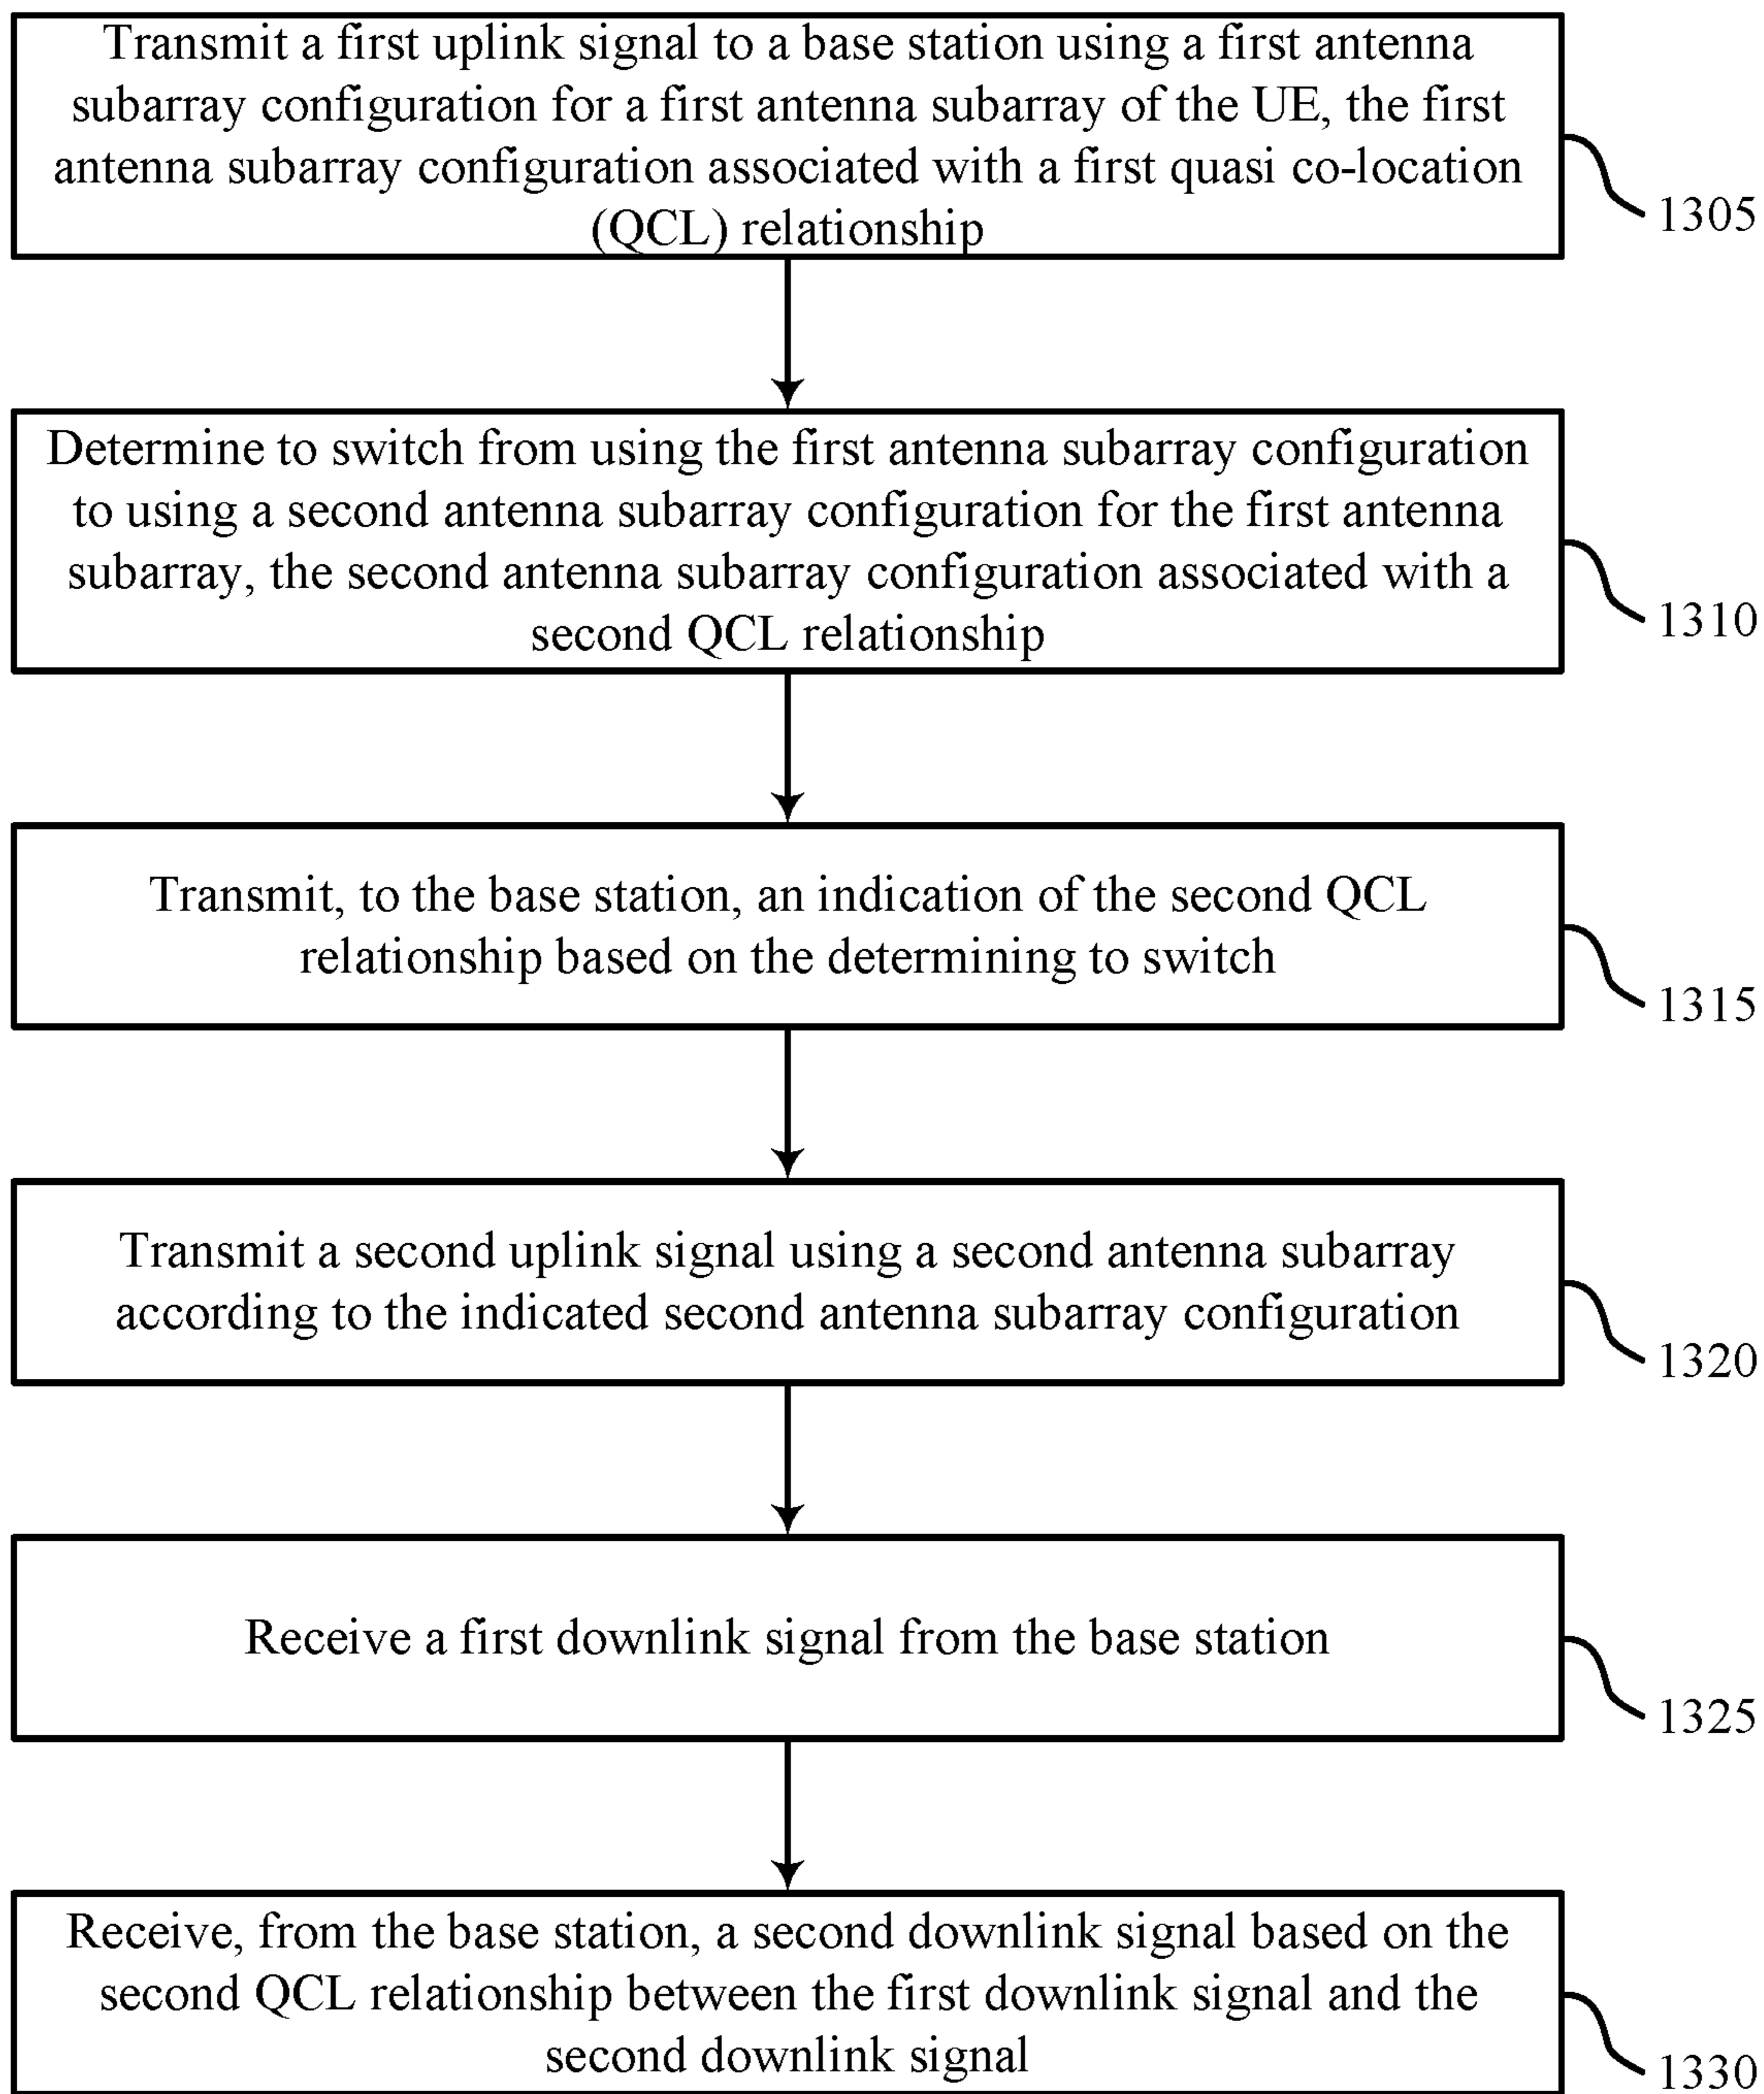 Transmit a first uplink signal to a base station using a first antenna
subarray configuration for a first antenna subarray of the UE, the first
antenna subarray configuration associated with a first quasi co-location
(QCL) relationship
1305
Determine to switch from using the first antenna subarray configuration
to using a second antenna subarray configuration for the first antenna
subarray, the second antenna subarray configuration associated with a
second QCL relationship
1310
Transmit, to the base station, an indication of the second QCL
relationship based on the determining to switch
1315
Transmit a second uplink signal using a second antenna subarray
according to the indicated second antenna subarray configuration
1320
Receive a first downlink signal from the base station
1325
Receive, from the base station, a second downlink signal based on the
second QCL relationship between the first downlink signal and the
second downlink signal
1330